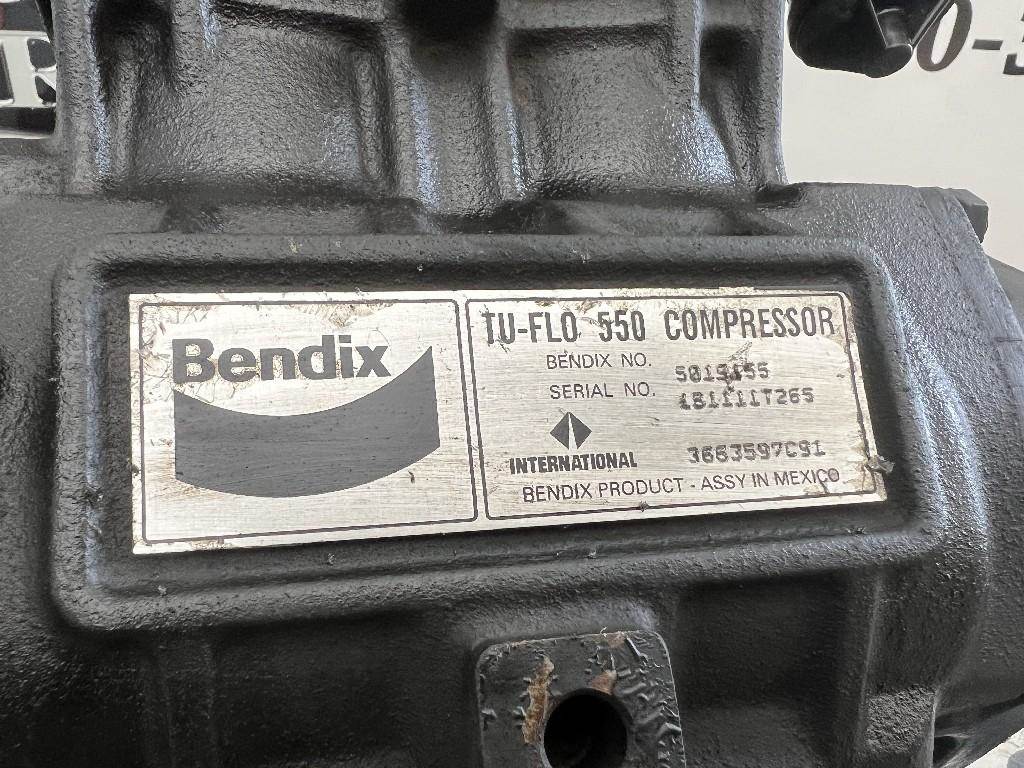 Bendix
TU-FLO 550 COMPRESSOR
BENDIX NO.
SERIAL NO.
INTERNATIONAL 3663597C91
BENDIX PRODUCT - ASSY IN MEXICO